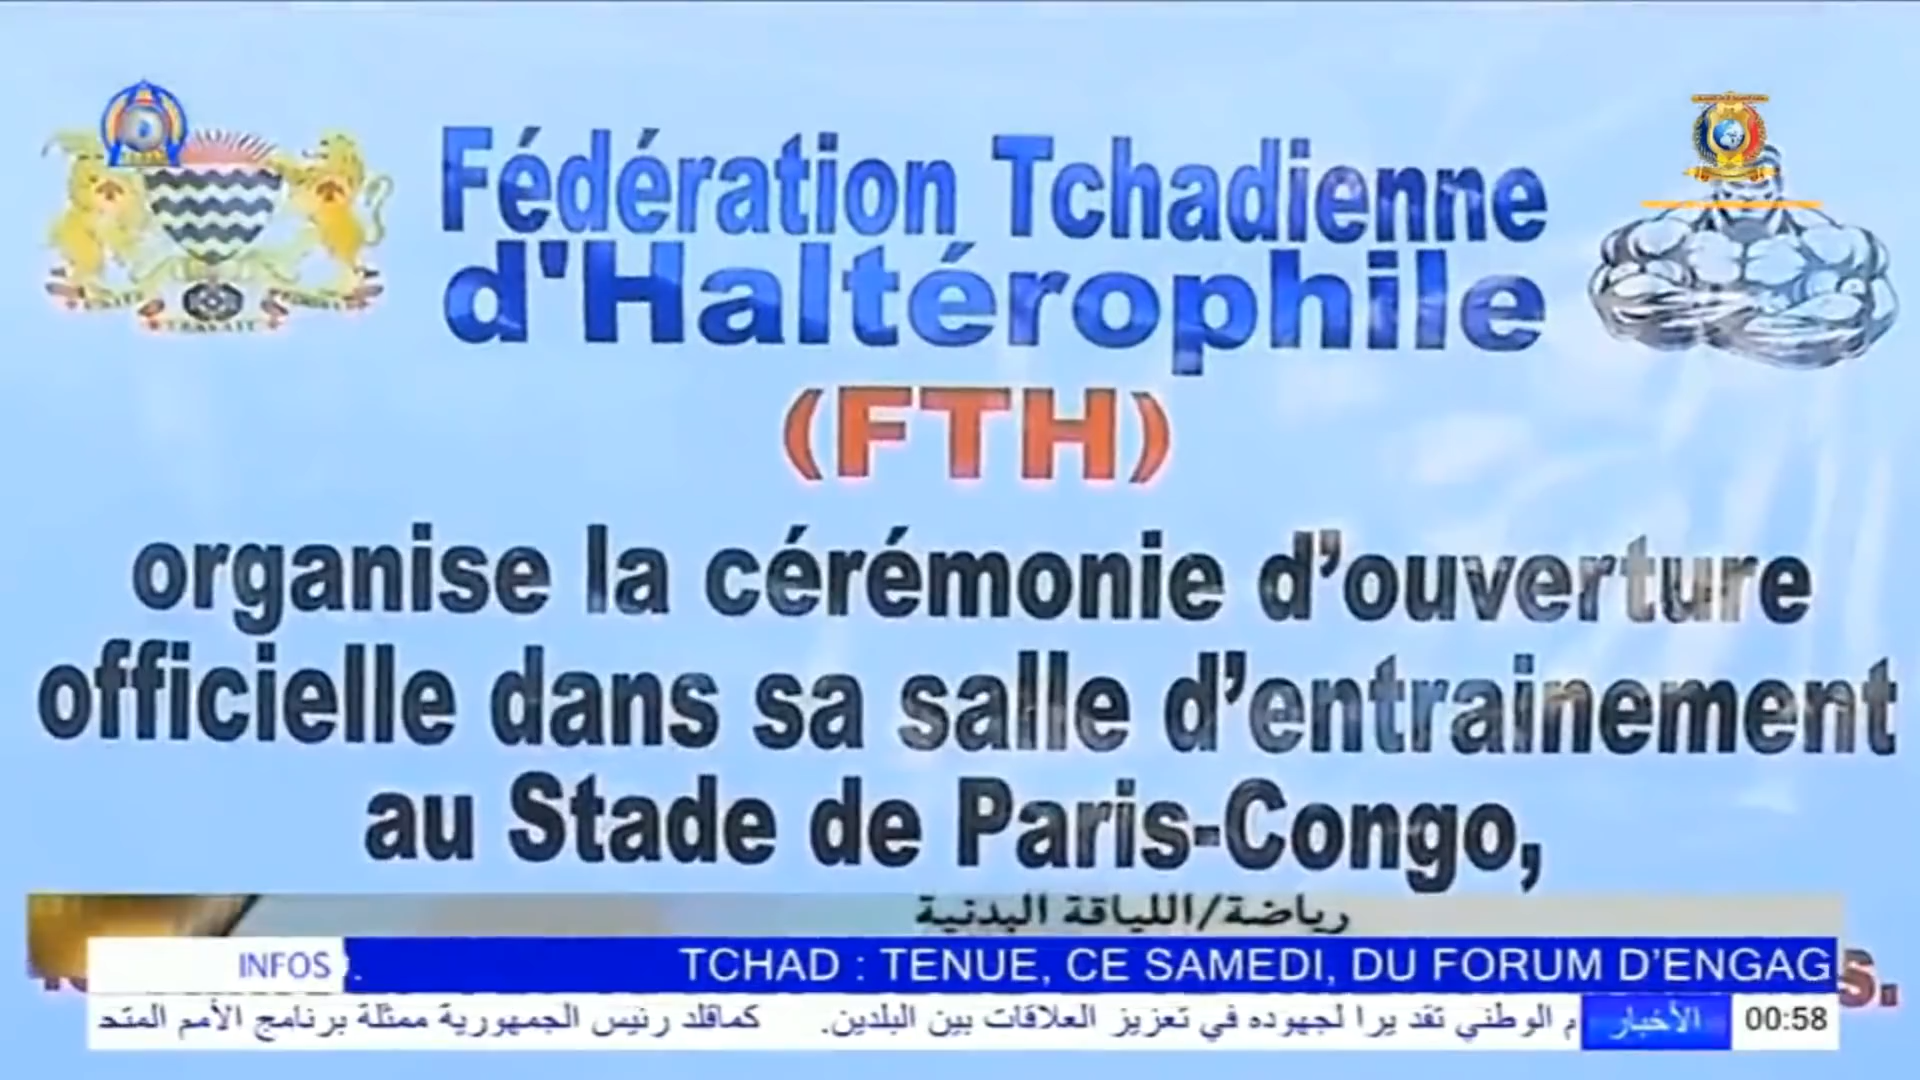 Fédération Tchadienne
d'Haltérophile
(FTH)
organise la cérémonie d’ouverture
officielle dans sa salle d’entrainement
au Stade de Paris-Congo,
رياضة/اللياقة البدنية
INFOS
TCHAD : TENUE, CE SAMEDI, DU FORUM D’ENGAG
م الوطني تقديرا لجهوده في تعزيز العلاقات بين البلدين. كماقلد رئيس الجمهورية ممثلة برنامج الأمم المتحد
الأخبار
00:58